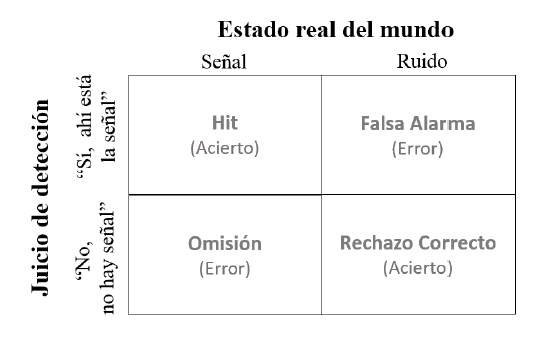 Estado real del mundo
Señal
Ruido
Juicio de detección
“Sí, ahí está
la señal”
Hit
(Acierto)
Falsa Alarma
(Error)
“No,
no hay señal”
Omisión
(Error)
Rechazo Correcto
(Acierto)